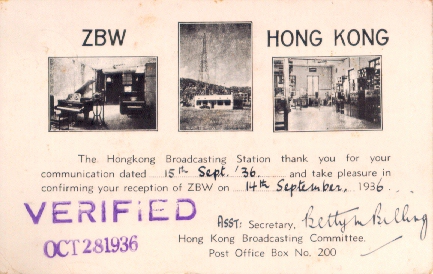 ZBW HONG KONG
The Hongkong Broadcasting Station thank you for your
communication dated 15th Sept. '36. and take pleasure in
confirming your reception of ZBW on 14th September, 1936...
VERIFIED
OCT 28 1936
ASST: Secretary, Betty M Billing
Hong Kong Broadcasting Committee.
Post Office Box No. 200